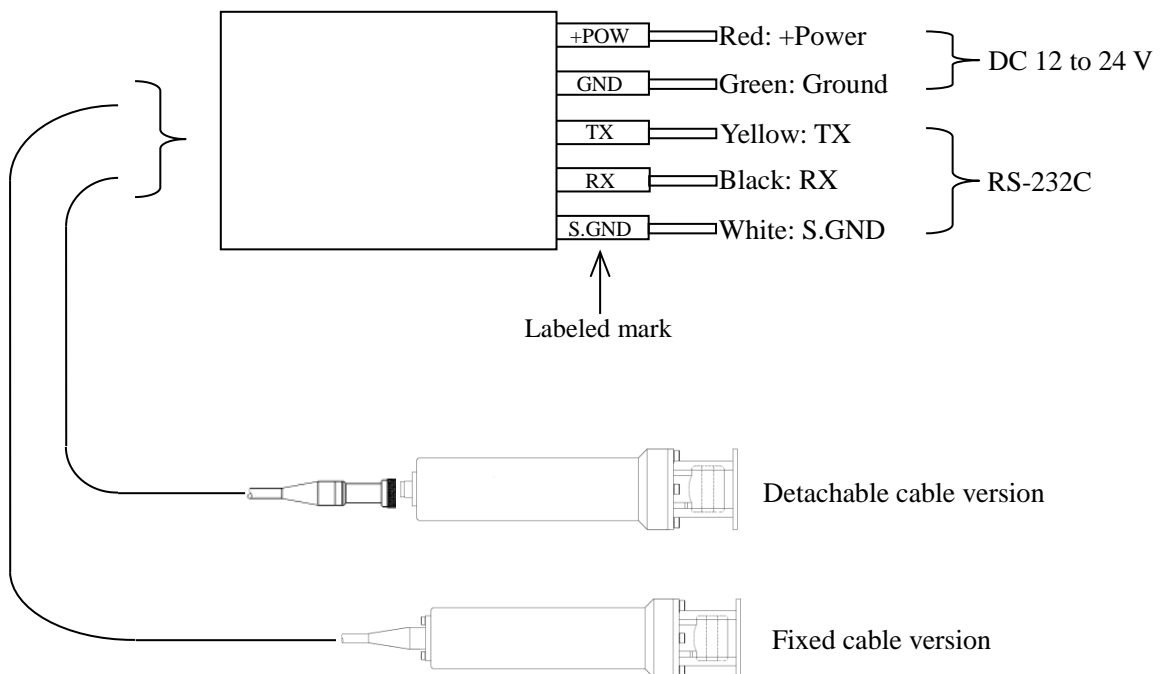 +POW Red: +Power
DC 12 to 24 V
GND Green: Ground
TX Yellow: TX
RX Black: RX
RS-232C
S.GND White: S.GND
Labeled mark
Detachable cable version
Fixed cable version